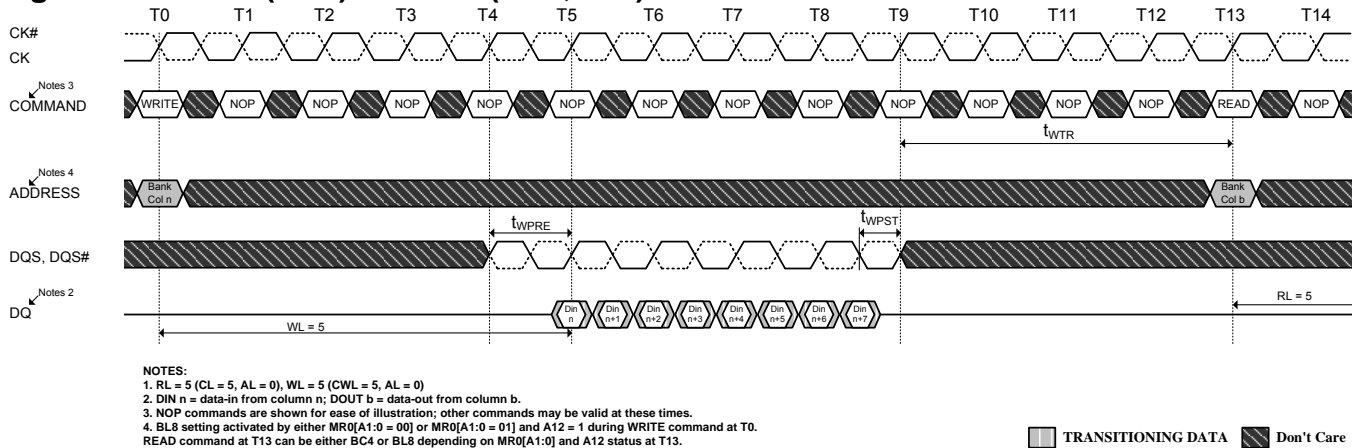 T0 T1 T2 T3 T4 T5 T6 T7 T8 T9 T10 T11 T12 T13 T14
CK#
CK
Notes 3
COMMAND WRITE NOP NOP NOP NOP NOP NOP NOP NOP NOP NOP NOP NOP READ NOP
tWTR
Notes 4
ADDRESS
Bank Bank
Col n Col b
tWPRE tWPST
DQS, DQS#
Notes 2
DQ
Din Din Din Din Din Din Din Din
n n+1 n+2 n+3 n+4 n+5 n+6 n+7
RL = 5
WL = 5
NOTES:
1. RL = 5 (CL = 5, AL = 0), WL = 5 (CWL = 5, AL = 0)
2. DIN n = data-in from column n; DOUT b = data-out from column b.
3. NOP commands are shown for ease of illustration; other commands may be valid at these times.
4. BL8 setting activated by either MR0[A1:0 = 00] or MR0[A1:0 = 01] and A12 = 1 during WRITE command at T0.
READ command at T13 can be either BC4 or BL8 depending on MR0[A1:0] and A12 status at T13.
TRANSITIONING DATA Don't Care